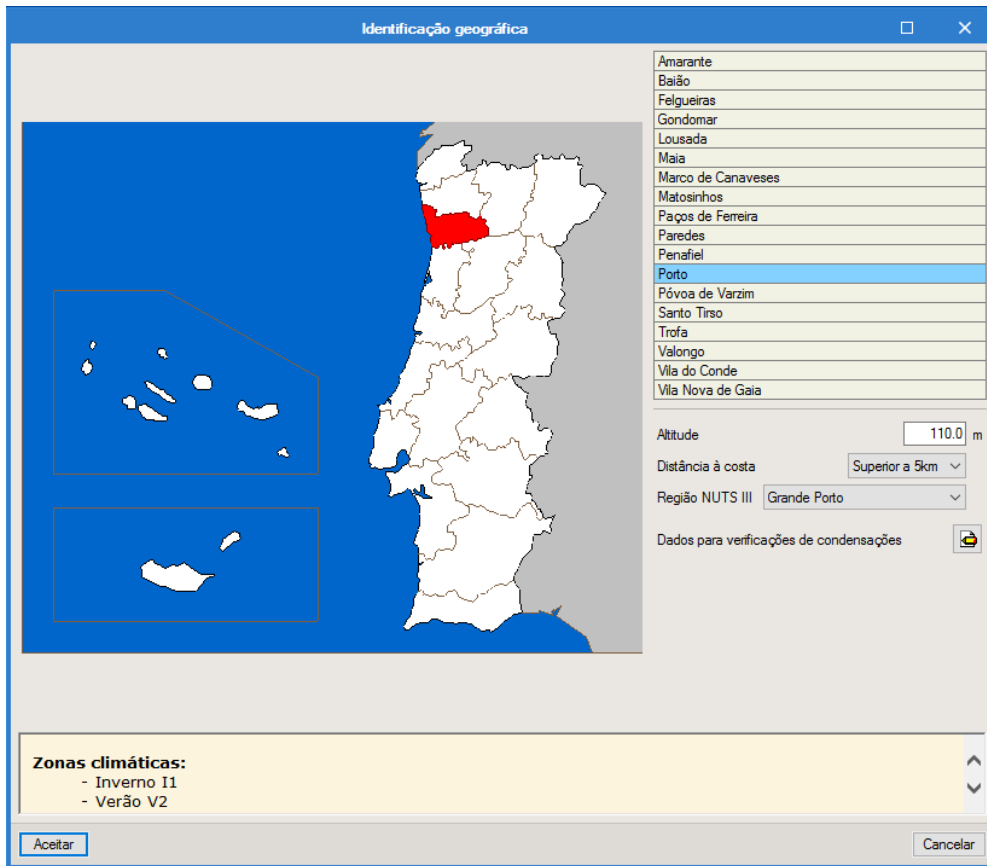 Identificação geográfica
Amarante
Baião
Felgueiras
Gondomar
Lousada
Maia
Marco de Canaveses
Matosinhos
Paços de Ferreira
Paredes
Penafiel
Porto
Póvoa de Varzim
Santo Tirso
Trofa
Valongo
Vila do Conde
Vila Nova de Gaia
Altitude 110.0 m
Distância à costa Superior a 5km
Região NUTS III Grande Porto
Dados para verificações de condensações
Zonas climáticas:
- Inverno I1
- Verão V2
Aceitar Cancelar